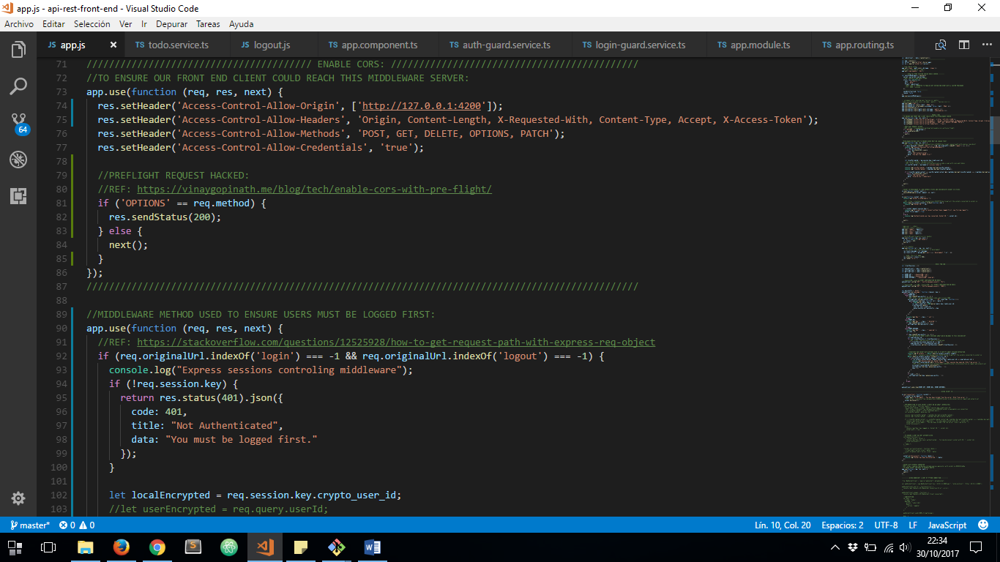 app.js - api-rest-front-end - Visual Studio Code
Archivo Editar Selección Ver Ir Depurar Tareas Ayuda
JS app.js TS todo.service.ts JS logout.js TS app.component.ts TS auth-guard.service.ts TS login-guard.service.ts TS app.module.ts TS app.routing.ts
71 //////////////////////////////////////// ENABLE CORS: ////////////////////////////////////////////
72 //TO ENSURE OUR FRONT END CLIENT COULD REACH THIS MIDDLEWARE SERVER:
73 app.use(function (req, res, next) {
74 res.setHeader('Access-Control-Allow-Origin', ['http://127.0.0.1:4200']);
75 res.setHeader('Access-Control-Allow-Headers', 'Origin, Content-Length, X-Requested-With, Content-Type, Accept, X-Access-Token');
76 res.setHeader('Access-Control-Allow-Methods', 'POST, GET, DELETE, OPTIONS, PATCH');
77 res.setHeader('Access-Control-Allow-Credentials', 'true');
78
79 //PREFLIGHT REQUEST HACKED:
80 //REF: https://vinaygopinath.me/blog/tech/enable-cors-with-pre-flight/
81 if ('OPTIONS' == req.method) {
82 res.sendStatus(200);
83 } else {
84 next();
85 }
86 });
87 //////////////////////////////////////////////////////////////////////////////////////////////////
88
89 //MIDDLEWARE METHOD USED TO ENSURE USERS MUST BE LOGGED FIRST:
90 app.use(function (req, res, next) {
91 //REF: https://stackoverflow.com/questions/12525928/how-to-get-request-path-with-express-req-object
92 if (req.originalUrl.indexOf('login') === -1 && req.originalUrl.indexOf('logout') === -1) {
93 console.log("Express sessions controling middleware");
94 if (!req.session.key) {
95 return res.status(401).json({
96 code: 401,
97 title: "Not Authenticated",
98 data: "You must be logged first."
99 });
100 }
101
102 let localEncrypted = req.session.key.crypto_user_id;
103 //let userEncrypted = req.query.userId;
64
master* 0 0 Lín. 10, Col. 20 Espacios: 2 UTF-8 LF JavaScript
22:34
30/10/2017